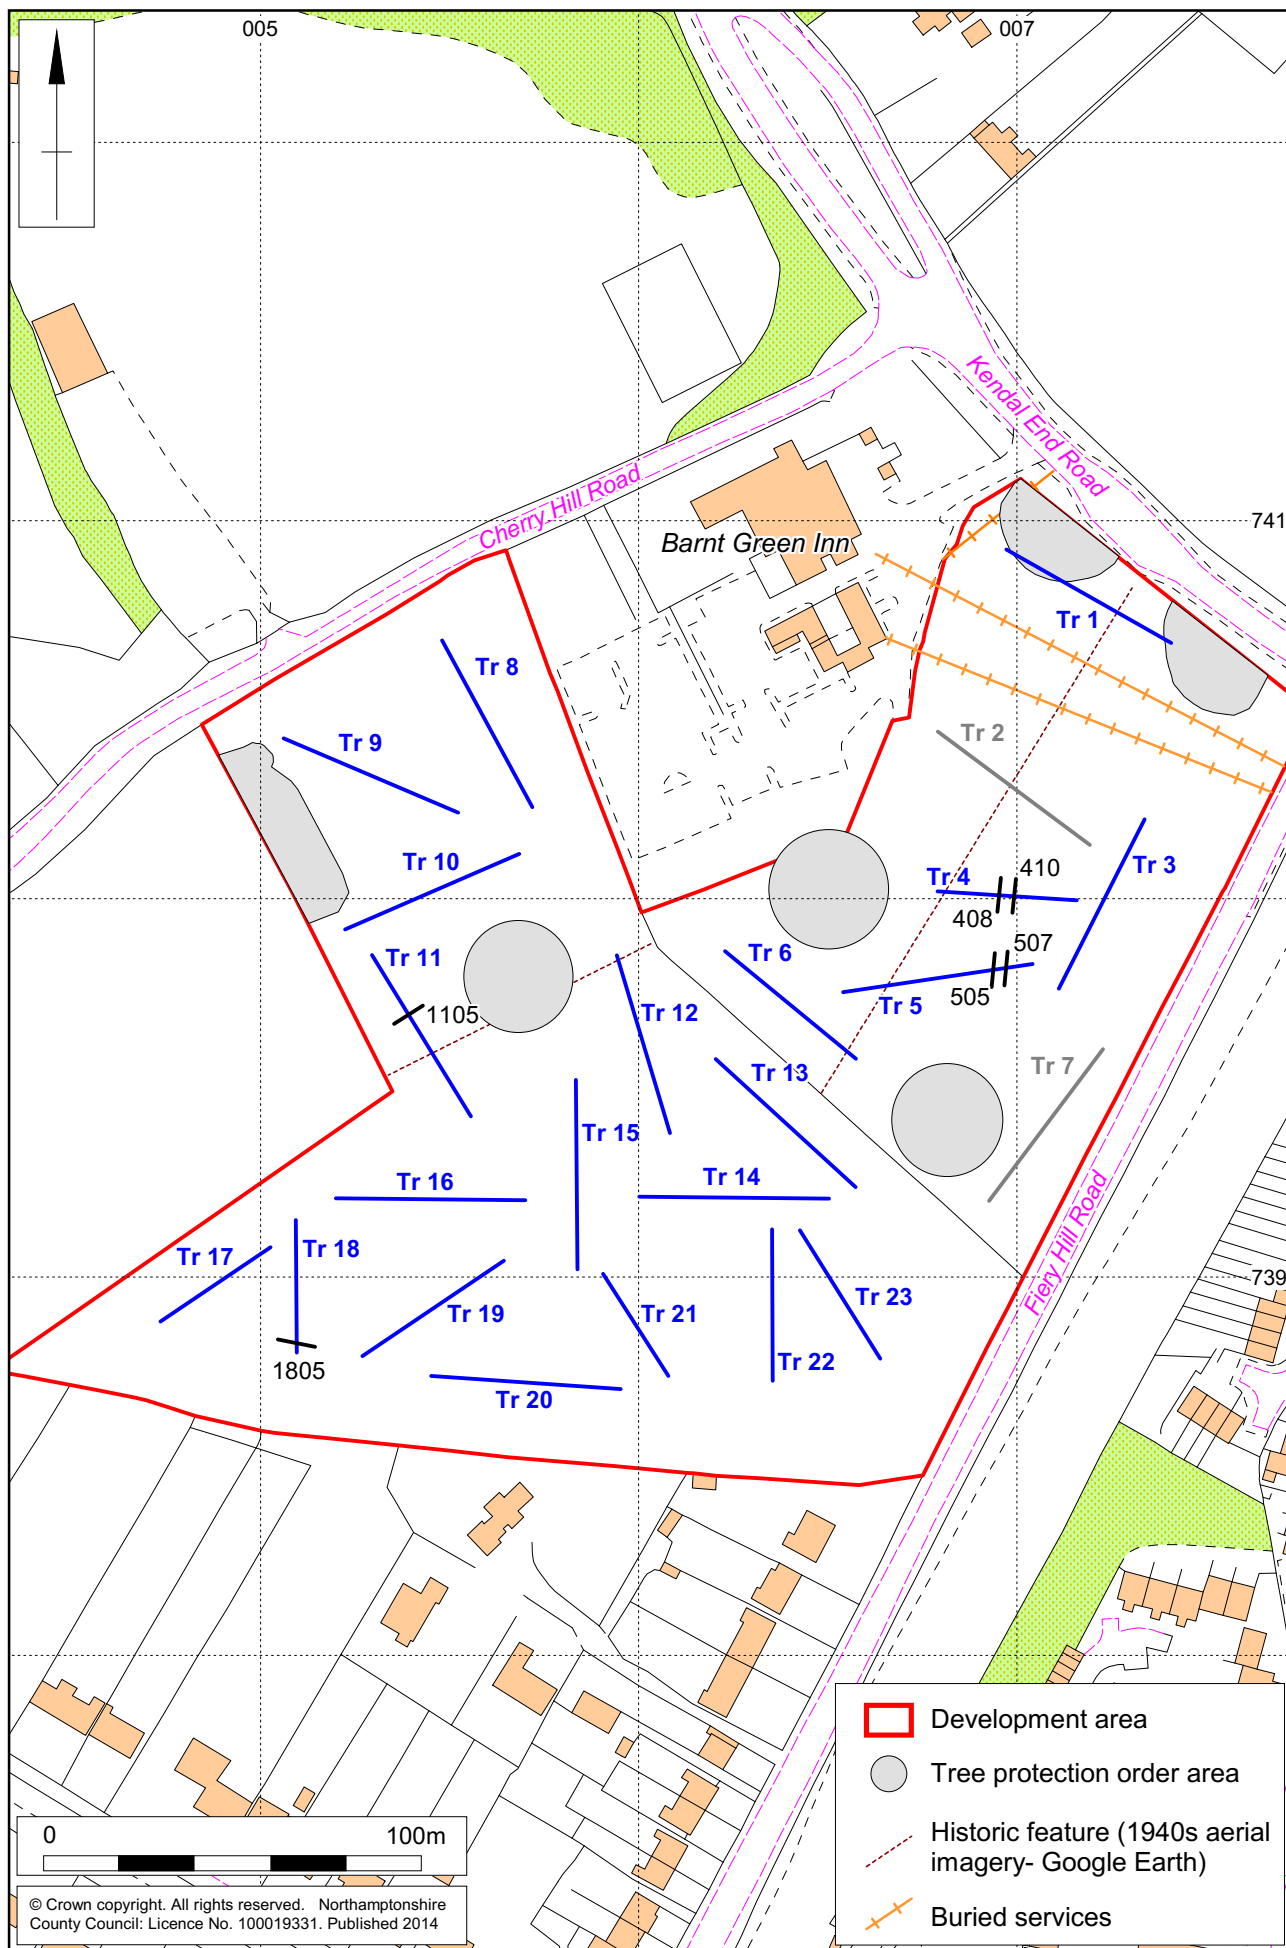 005
007
Kendal End Road
Cherry Hill Road
741
Barnt Green Inn
Tr 1
Tr 8
Tr 2
Tr 9
Tr 3
Tr 10
410
Tr 4
408
507
Tr 11
Tr 6
505
Tr 5
1105
Tr 12
Tr 7
Tr 13
Tr 15
Tr 16
Tr 14
Fiery Hill Road
Tr 17
Tr 18
739
Tr 23
Tr 19
Tr 21
Tr 22
1805
Tr 20
Development area
Tree protection order area
Historic feature (1940s aerial
imagery- Google Earth)
Buried services
0
100m
© Crown copyright. All rights reserved. Northamptonshire
County Council: Licence No. 100019331. Published 2014